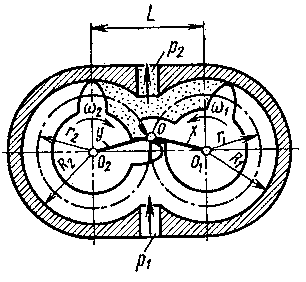 L
p₂
ω₂
ω₁
y
O
x
r₂
r₁
R₂
R₁
O₂
O₁
p₁